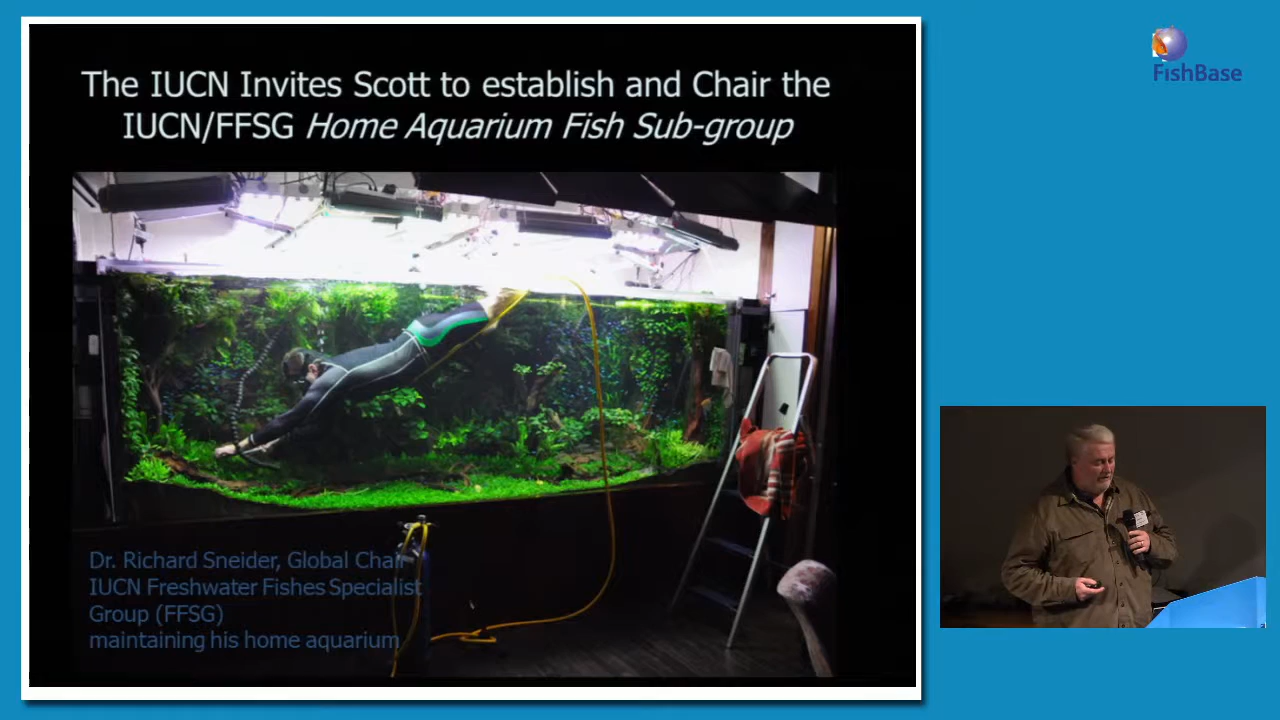 The IUCN Invites Scott to establish and Chair the
IUCN/FFSG Home Aquarium Fish Sub-group
FishBase
Dr. Richard Sneider, Global Chair
IUCN Freshwater Fishes Specialist
Group (FFSG)
maintaining his home aquarium